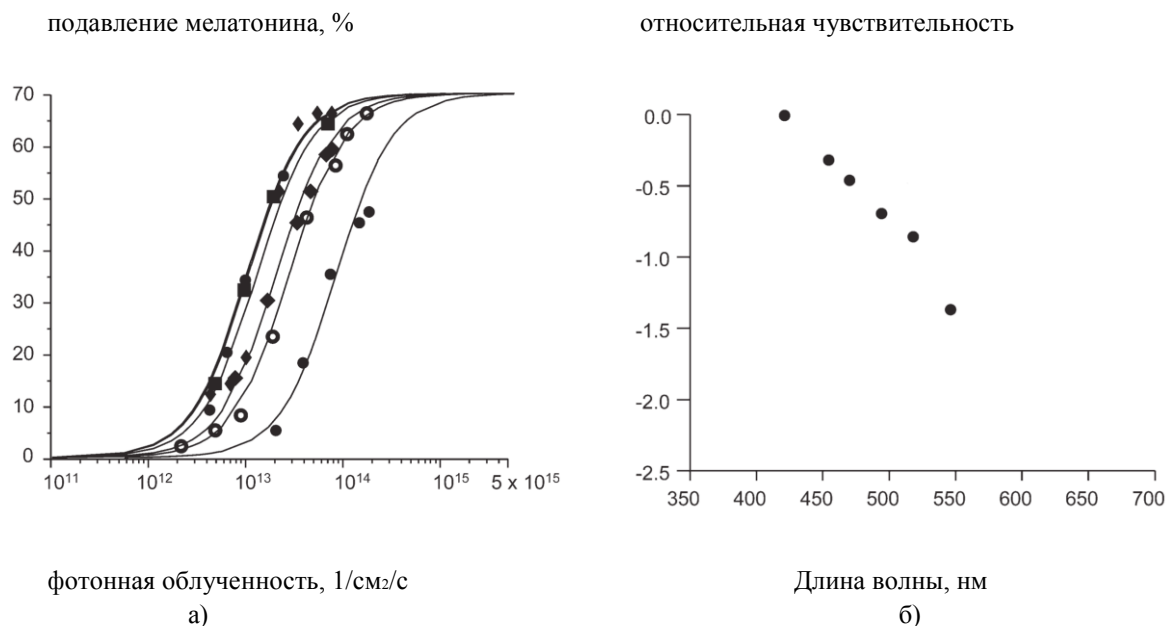 подавление мелатонина, %
относительная чувствительность
70
60
50
40
30
20
10
0
10¹¹ 10¹² 10¹³ 10¹⁴ 10¹⁵ 5 x 10¹⁵
0.0
-0.5
-1.0
-1.5
-2.0
-2.5
350 400 450 500 550 600 650 700
фотонная облученность, 1/см₂/с
Длина волны, нм
а)
б)